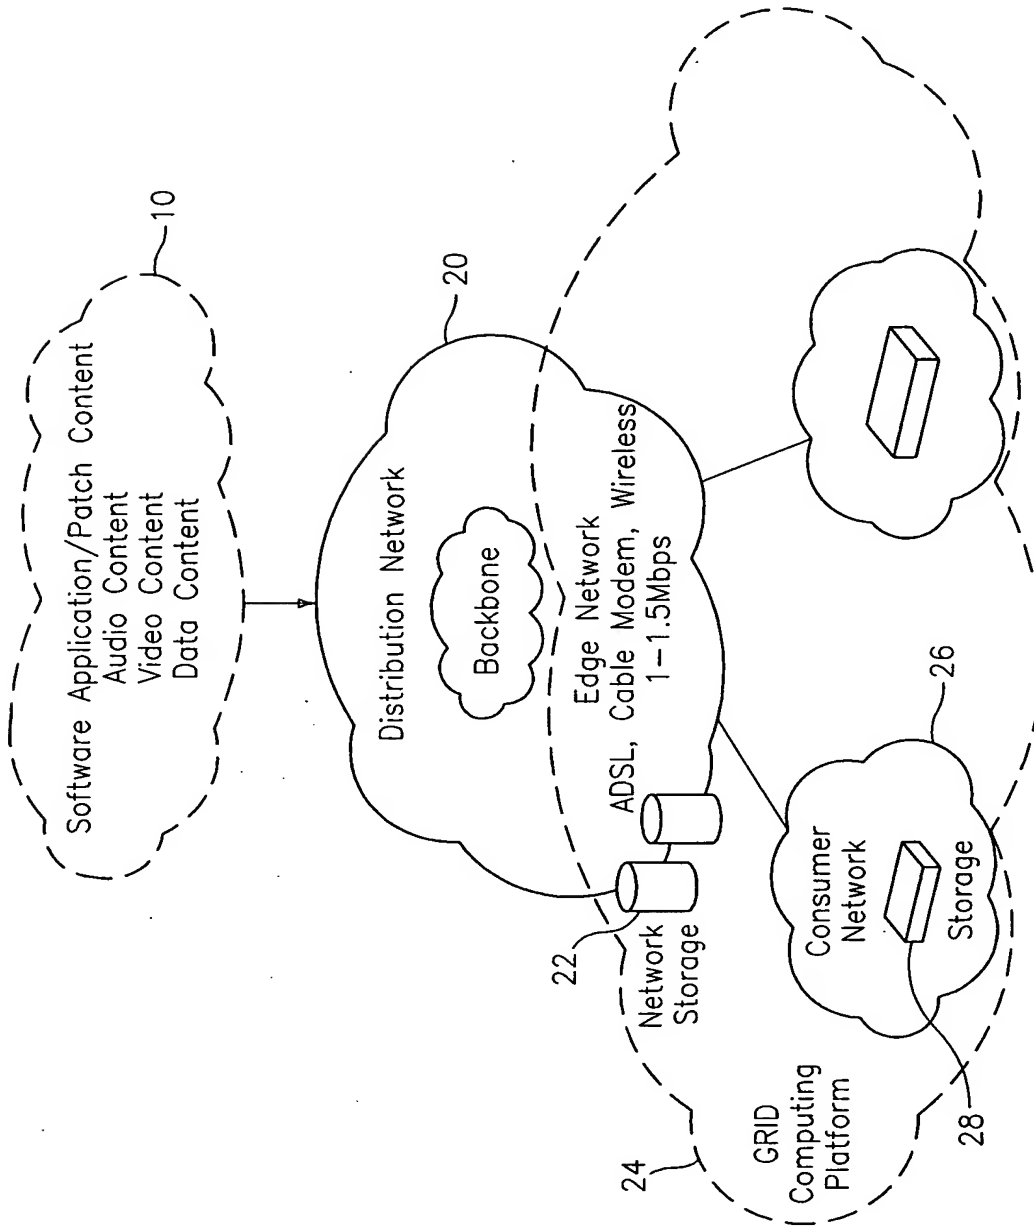 Software Application/Patch Content
Audio Content
Video Content
Data Content
10
Distribution Network
20
Backbone
Edge Network
ADSL, Cable Modem, Wireless
1-1.5Mbps
22
Network
Storage
24
GRID
Computing
Platform
Consumer
Network
Storage
26
28